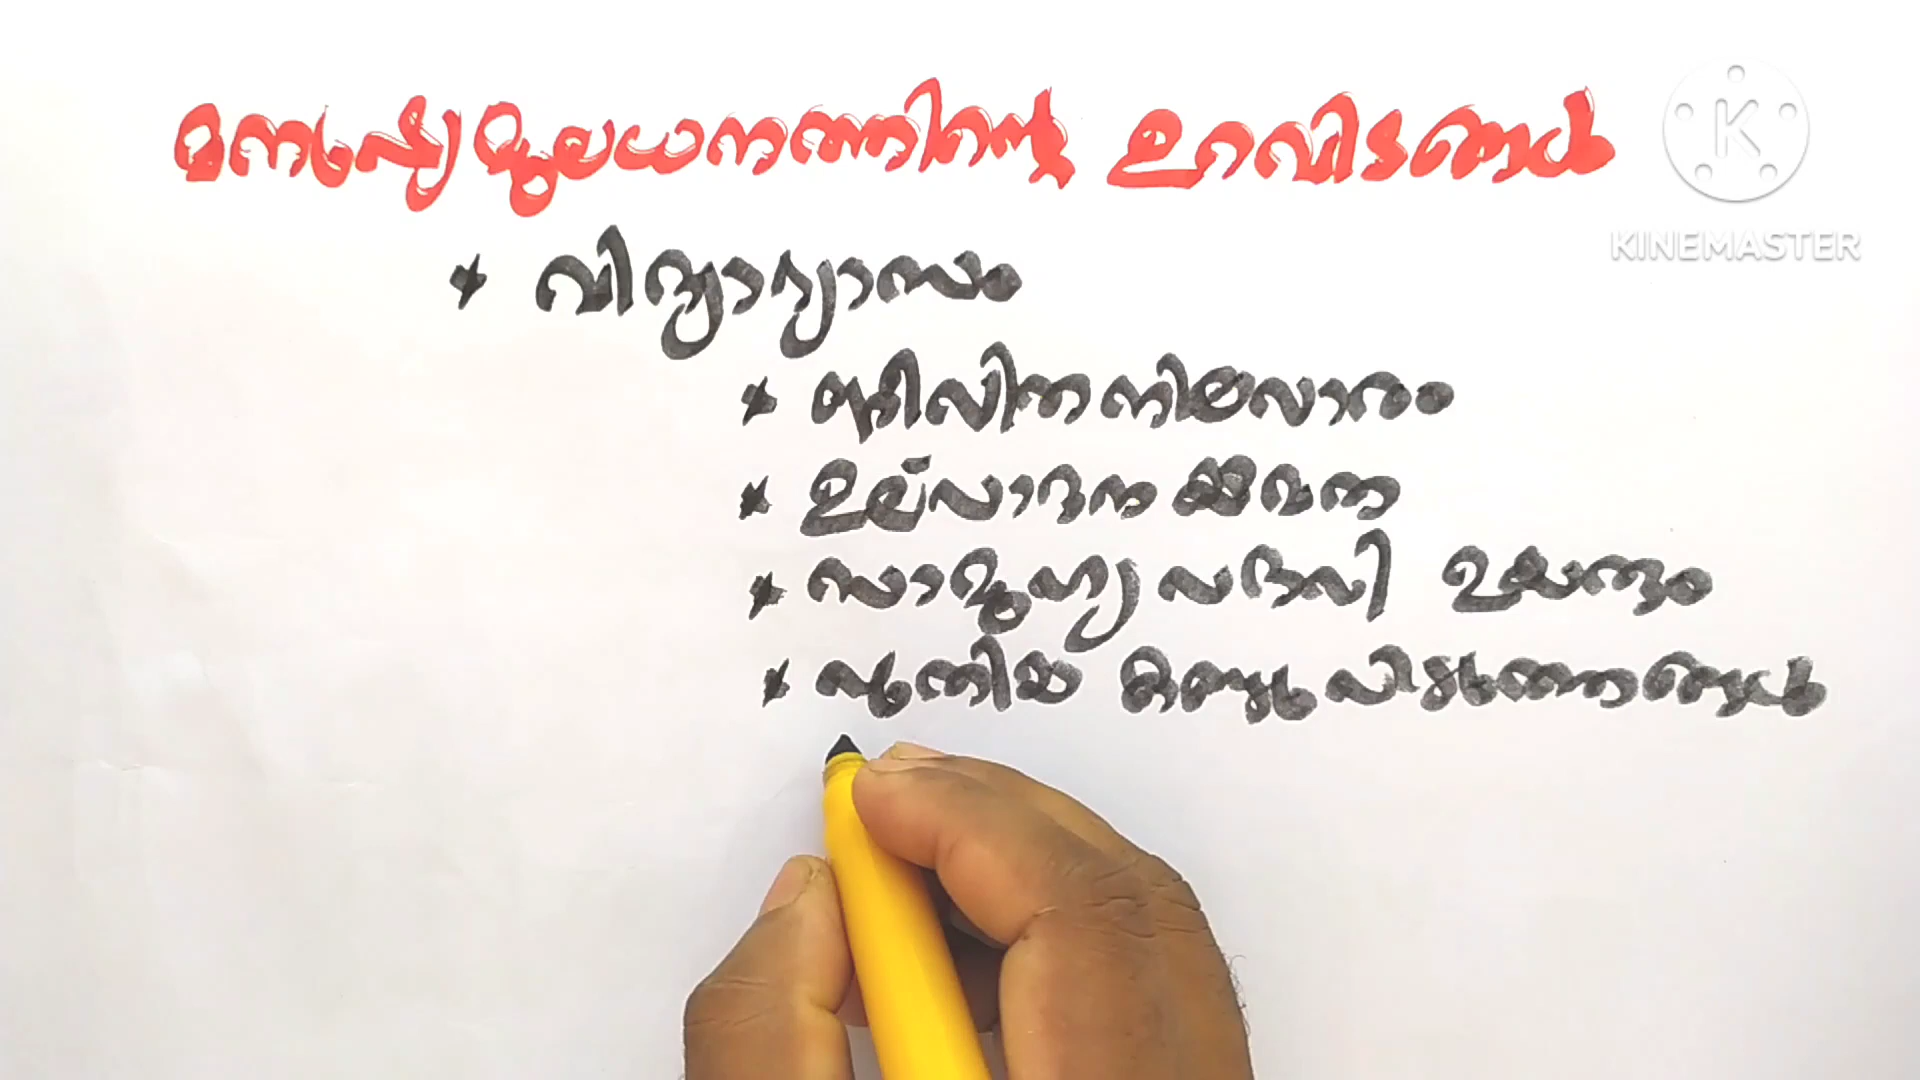 മനുഷ്യമൂലധനത്തിന്റെ ഉറവിടങ്ങൾ
* വിദ്യാഭ്യാസം
* ജീവിതനിലവാരം
* ഉല്പാദനക്ഷമത
* സാമൂഹ്യപദവി ഉയരും
* പുതിയ കണ്ടുപിടുത്തങ്ങൾ
K
KINEMASTER